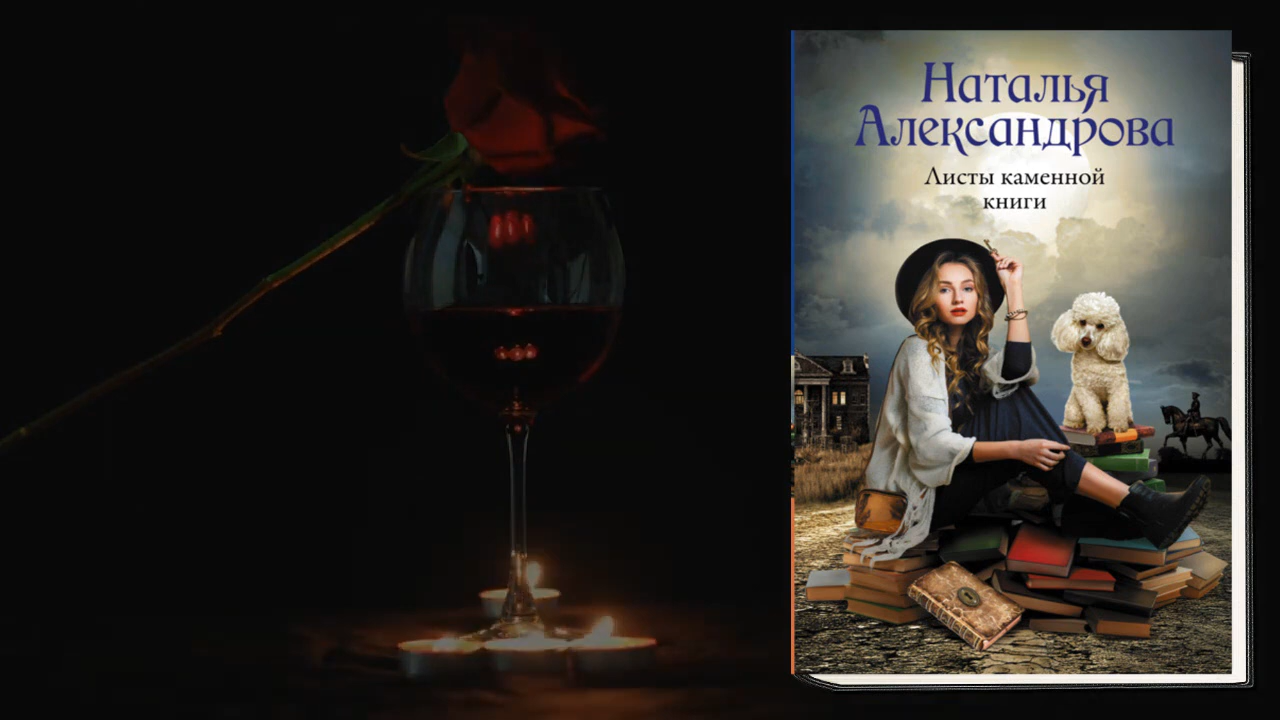 Наталья
Александрова
Листы каменной
книги